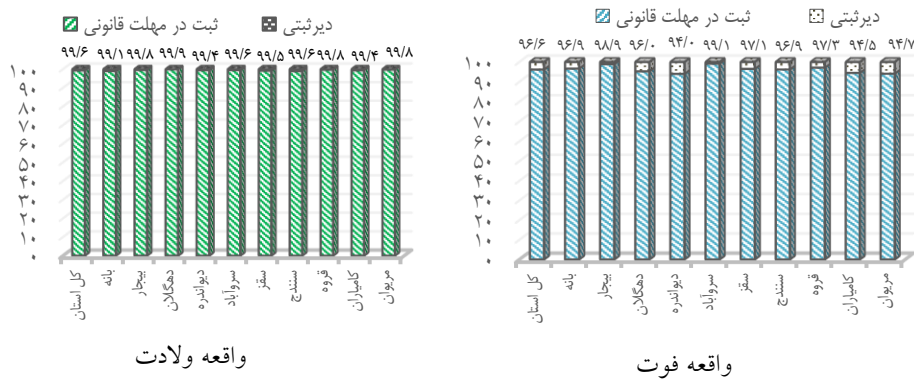 ثبت در مهلت قانونی دیرثبتی
۹۹/۶ ۹۹/۱ ۹۹/۸ ۹۹/۹ ۹۹/۴ ۹۹/۶ ۹۹/۵ ۹۹/۶ ۹۹/۸ ۹۹/۴ ۹۹/۸
۱۰۰
۹۰
۸۰
۷۰
۶۰
۵۰
۴۰
۳۰
۲۰
۱۰
۰
کل استان
بانه
بیجار
دهگلان
دیواندره
سروآباد
سقز
سنندج
قروه
کامیاران
مریوان
واقعه ولادت
ثبت در مهلت قانونی دیرثبتی
۹۶/۶ ۹۶/۹ ۹۸/۹ ۹۶/۰ ۹۴/۰ ۹۹/۱ ۹۷/۱ ۹۶/۹ ۹۷/۳ ۹۴/۵ ۹۴/۷
۱۰۰
۹۰
۸۰
۷۰
۶۰
۵۰
۴۰
۳۰
۲۰
۱۰
۰
کل استان
بانه
بیجار
دهگلان
دیواندره
سروآباد
سقز
سنندج
قروه
کامیاران
مریوان
واقعه فوت